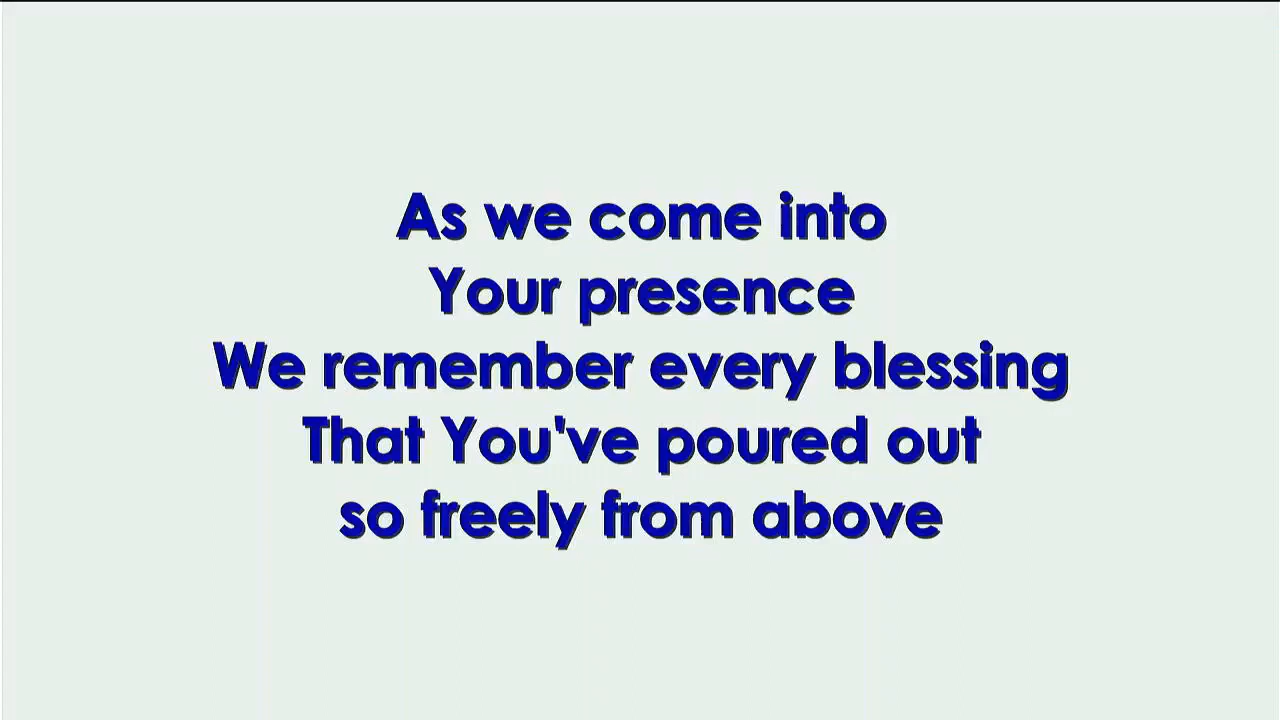 As we come into
Your presence
We remember every blessing
That You've poured out
so freely from above